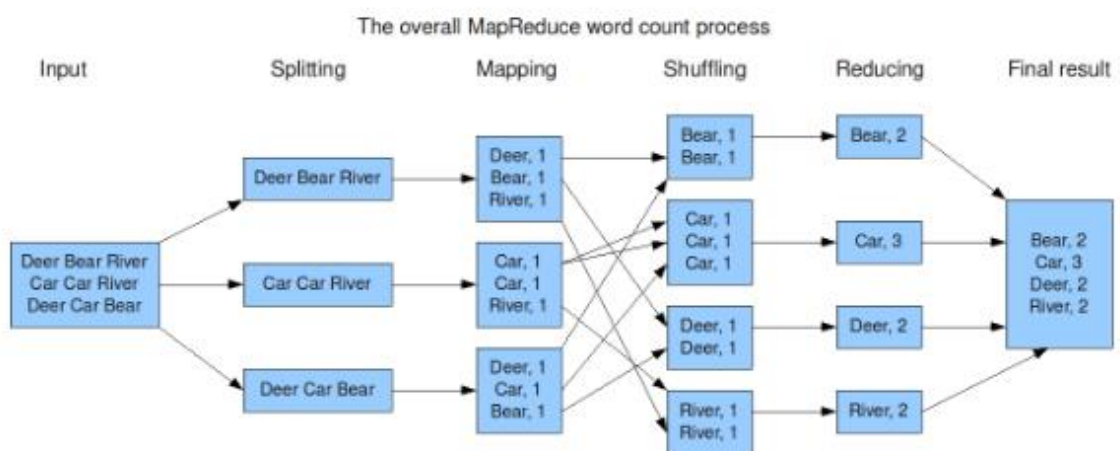 The overall MapReduce word count process
Input
Splitting
Mapping
Shuffling
Reducing
Final result
Deer Bear River
Car Car River
Deer Car Bear
Deer Bear River
Car Car River
Deer Car Bear
Deer, 1
Bear, 1
River, 1
Car, 1
Car, 1
River, 1
Deer, 1
Car, 1
Bear, 1
Bear, 1
Bear, 1
Car, 1
Car, 1
Car, 1
Deer, 1
Deer, 1
River, 1
River, 1
Bear, 2
Car, 3
Deer, 2
River, 2
Bear, 2
Car, 3
Deer, 2
River, 2